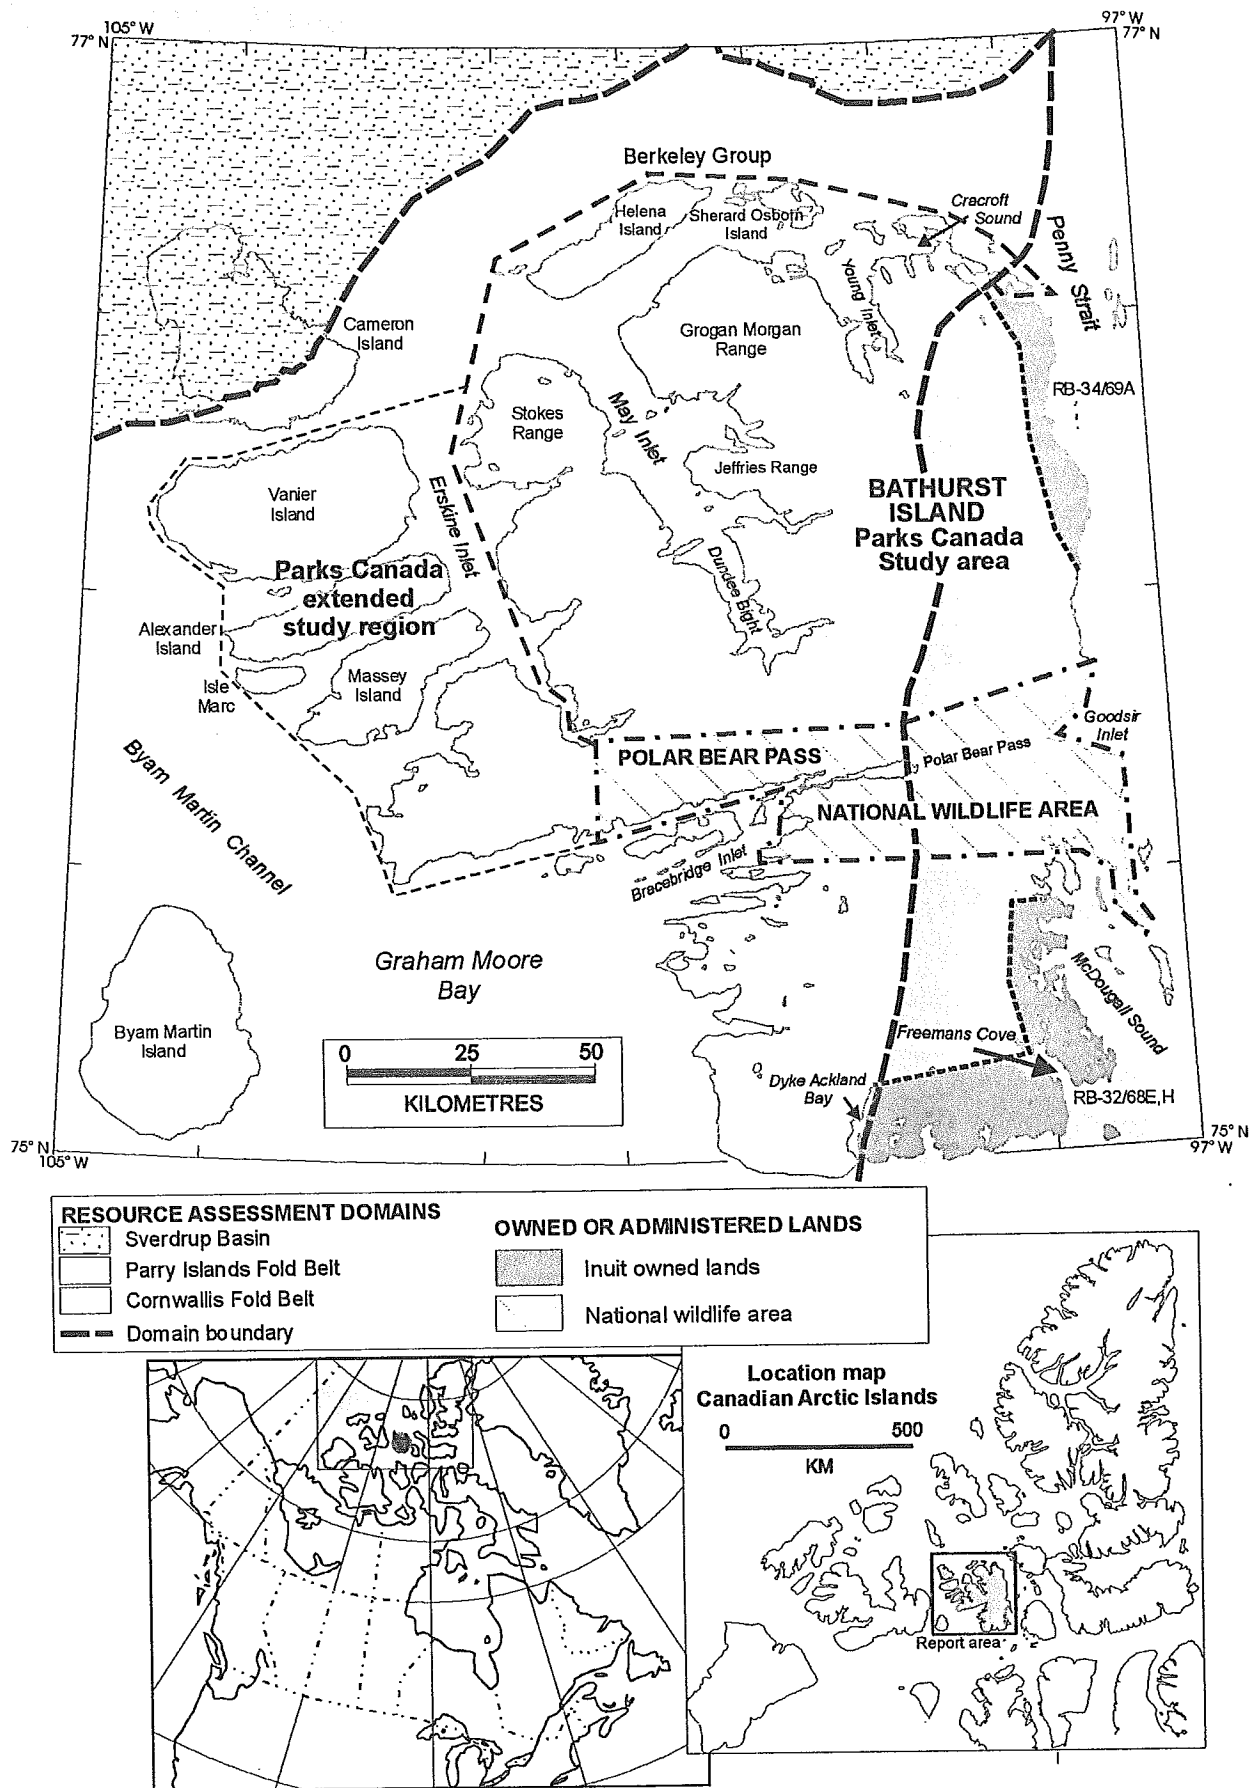 105° W
77° N
97° W
77° N
Berkeley Group
Helena
Island
Sherard Osborn
Island
Cracroft
Sound
Penny Strait
Young Inlet
Cameron
Island
Grogan Morgan
Range
RB-34/69A
Stokes
Range
May Inlet
Jeffries Range
Vanier
Island
Erskine Inlet
BATHURST
ISLAND
Parks Canada
Study area
Parks Canada
extended
study region
Dundee Bight
Alexander
Island
Isle
Marc
Massey
Island
Goodsir
Inlet
Byam Martin Channel
POLAR BEAR PASS
Polar Bear Pass
NATIONAL WILDLIFE AREA
Bracebridge Inlet
Graham Moore
Bay
McDougall Sound
Byam Martin
Island
0 25 50
KILOMETRES
Freemans Cove
Dyke Ackland
Bay
RB-32/68E,H
75° N
105° W
75° N
97° W
RESOURCE ASSESSMENT DOMAINS
Sverdrup Basin
Parry Islands Fold Belt
Cornwallis Fold Belt
Domain boundary
OWNED OR ADMINISTERED LANDS
Inuit owned lands
National wildlife area
Location map
Canadian Arctic Islands
0 500
KM
Report area